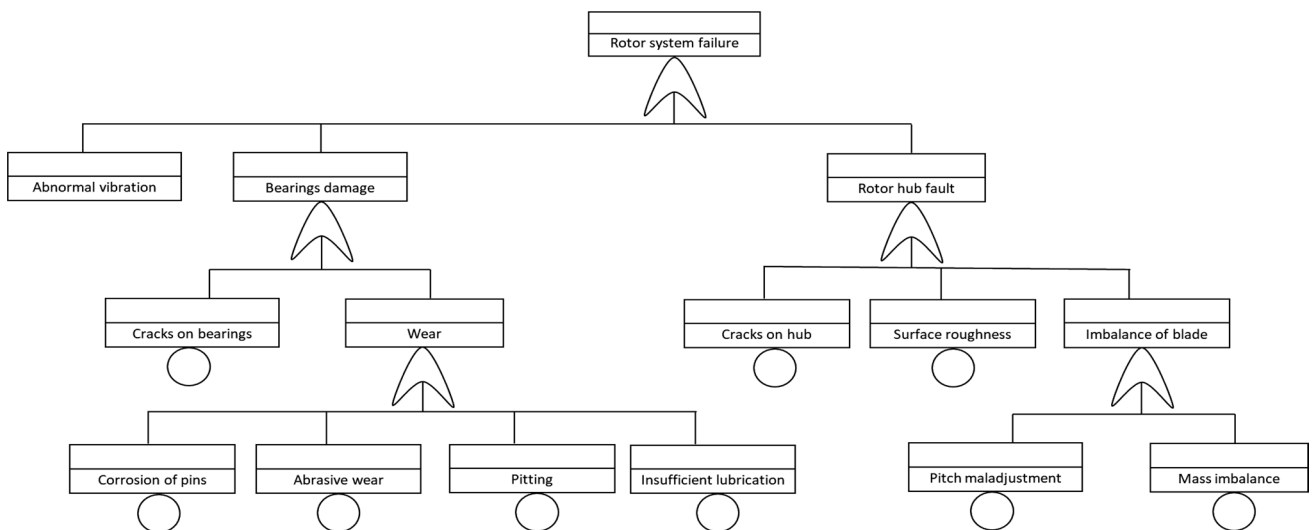 Rotor system failure
Abnormal vibration
Bearings damage
Rotor hub fault
Cracks on bearings
Wear
Cracks on hub
Surface roughness
Imbalance of blade
Corrosion of pins
Abrasive wear
Pitting
Insufficient lubrication
Pitch maladjustment
Mass imbalance